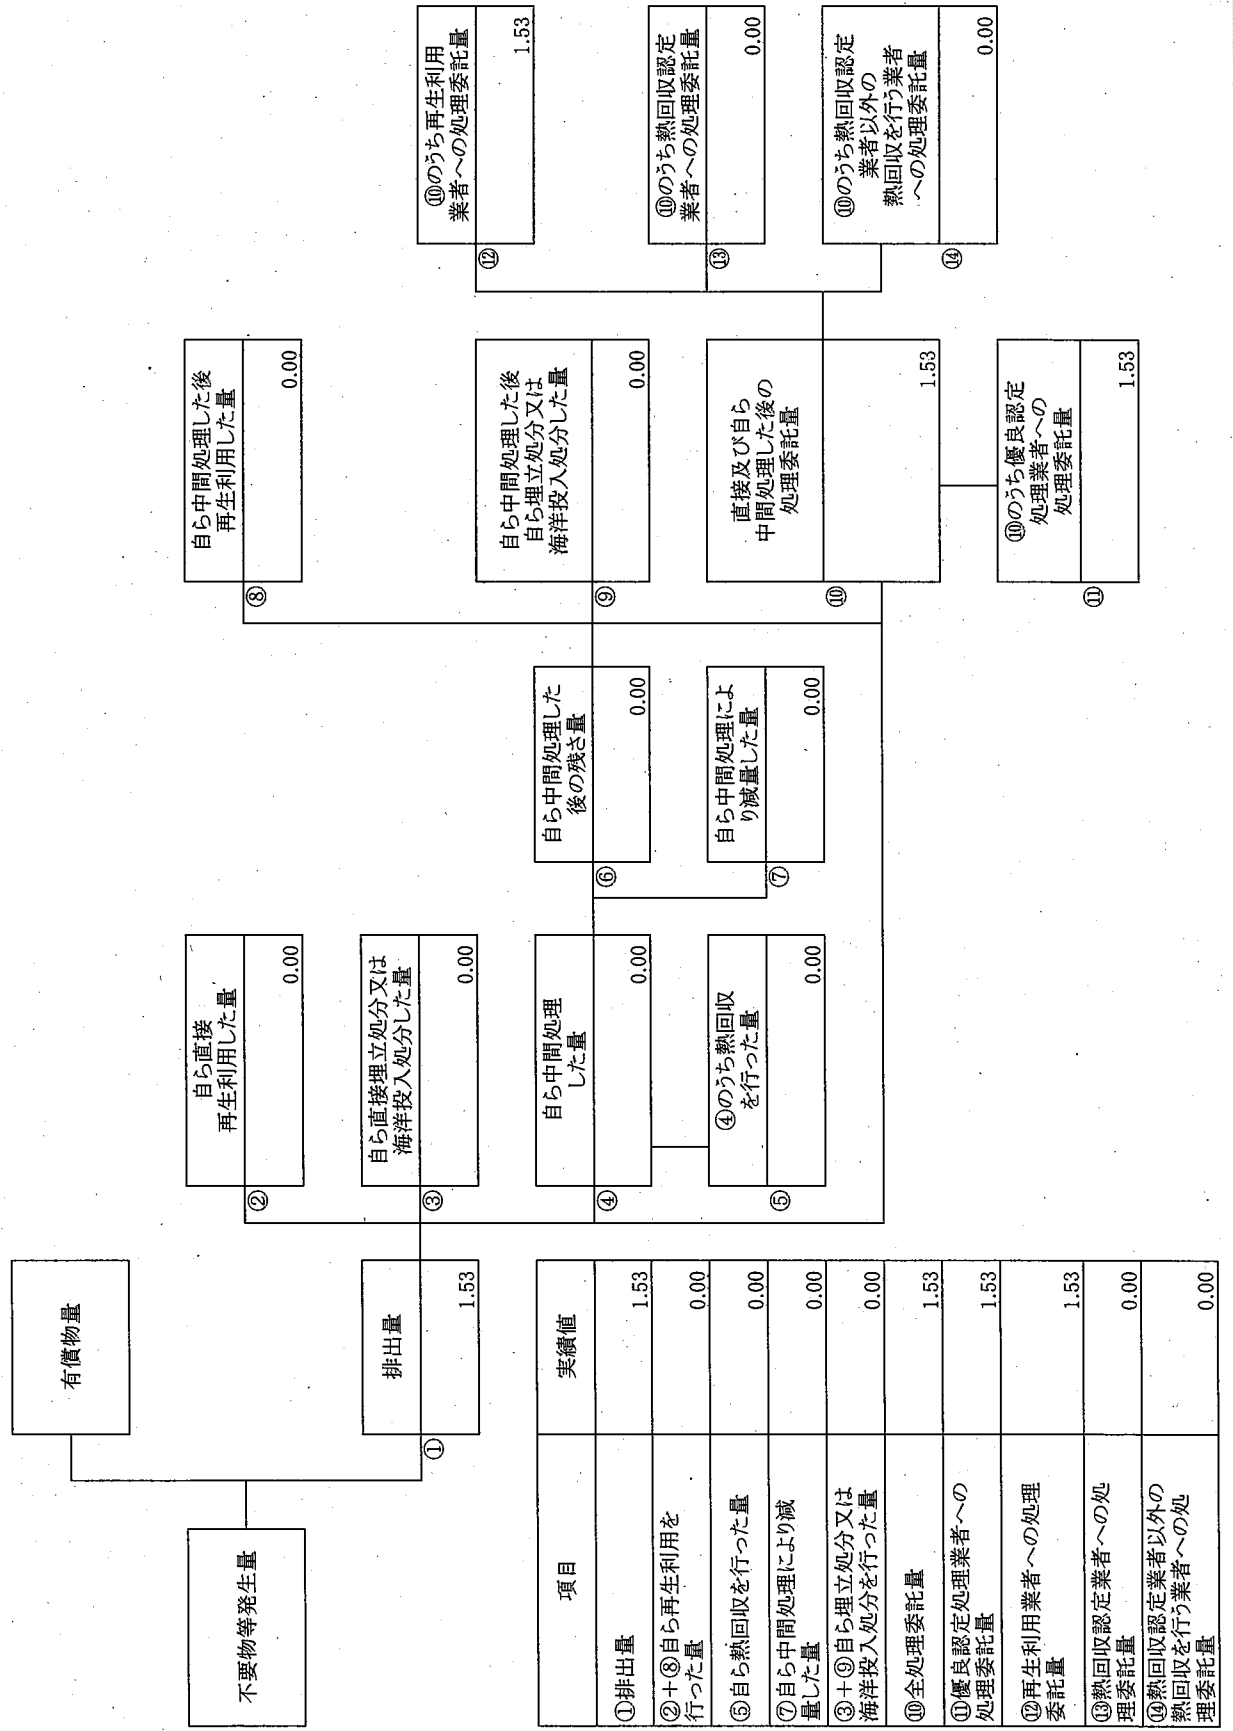 有償物量
不要物等発生量
排出量
①
1.53
自ら直接
再生利用した量
②
0.00
自ら直接埋立処分又は
海洋投入処分した量
③
0.00
自ら中間処理
した量
④
0.00
④のうち熱回収
を行った量
⑤
0.00
自ら中間処理した
後の残さ量
⑥
0.00
自ら中間処理によ
り減量した量
⑦
0.00
自ら中間処理した後
再生利用した量
⑧
0.00
自ら中間処理した後
自ら埋立処分又は
海洋投入処分した量
⑨
0.00
直接及び自ら
中間処理した後の
処理委託量
⑩
1.53
⑩のうち優良認定
処理業者への
処理委託量
⑪
1.53
⑩のうち再生利用
業者への処理委託量
⑫
1.53
⑩のうち熱回収認定
業者への処理委託量
⑬
0.00
⑩のうち熱回収認定
業者以外の
熱回収を行う業者
への処理委託量
⑭
0.00
項目 実績値
①排出量 1.53
②+⑧自ら再生利用を
行った量 0.00
⑤自ら熱回収を行った量 0.00
⑦自ら中間処理により減
量した量 0.00
③+⑨自ら埋立処分又は
海洋投入処分を行った量 0.00
⑩全処理委託量 1.53
⑪優良認定処理業者への
処理委託量 1.53
⑫再生利用業者への処理
委託量 1.53
⑬熱回収認定業者への処
理委託量 0.00
⑭熱回収認定業者以外の
熱回収を行う業者への処
理委託量 0.00